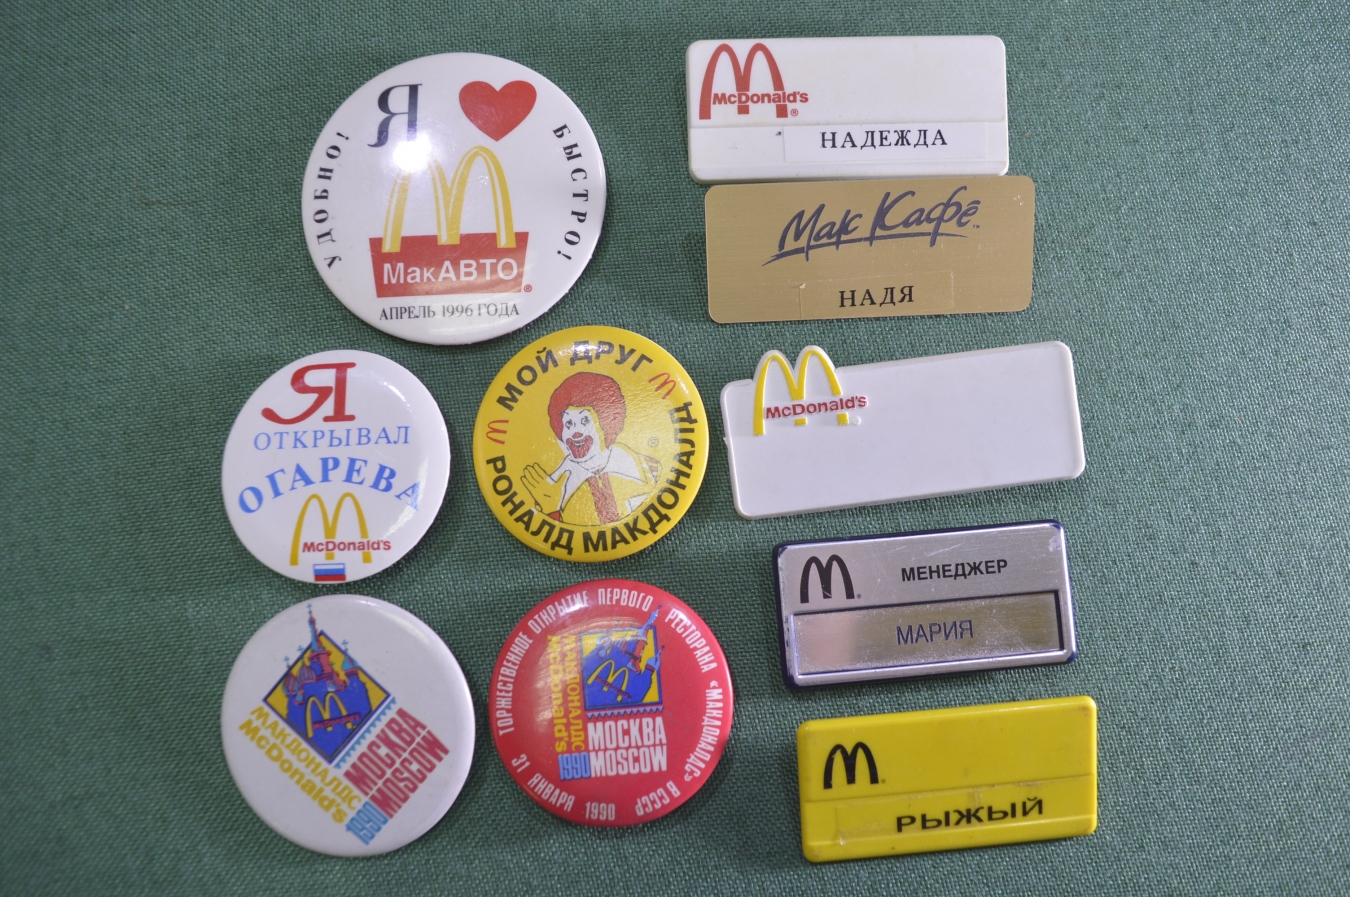 Я
УДОБНО!
БЫСТРО!
МакАВТО
®
АПРЕЛЬ 1996 ГОДА
McDonald's
®
НАДЕЖДА
Мак Кафе́
™
НАДЯ
Я
ОТКРЫВАЛ
ОГАРЕВА
McDonald's
МОЙ ДРУГ
РОНАЛД МАКДОНАЛД
®
McDonald's
МЕНЕДЖЕР
МАРИЯ
МАКДОНАЛДС
McDonald's
МОСКВА
1990 MOSCOW
ТОРЖЕСТВЕННОЕ ОТКРЫТИЕ ПЕРВОГО РЕСТОРАНА «МАКДОНАЛДС» В СССР
31 ЯНВАРЯ 1990
МАКДОНАЛДС
McDonald's
МОСКВА
1990 MOSCOW
РЫЖЫЙ